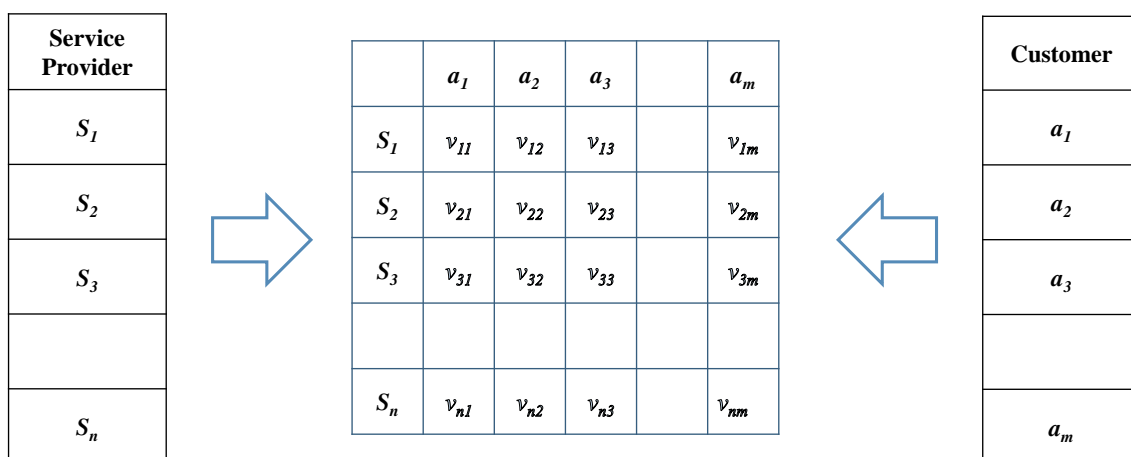 Service
Provider
S1
S2
S3
Sn
a1 a2 a3 am
S1 v11 v12 v13 v1m
S2 v21 v22 v23 v2m
S3 v31 v32 v33 v3m
Sn vn1 vn2 vn3 vnm
Customer
a1
a2
a3
am